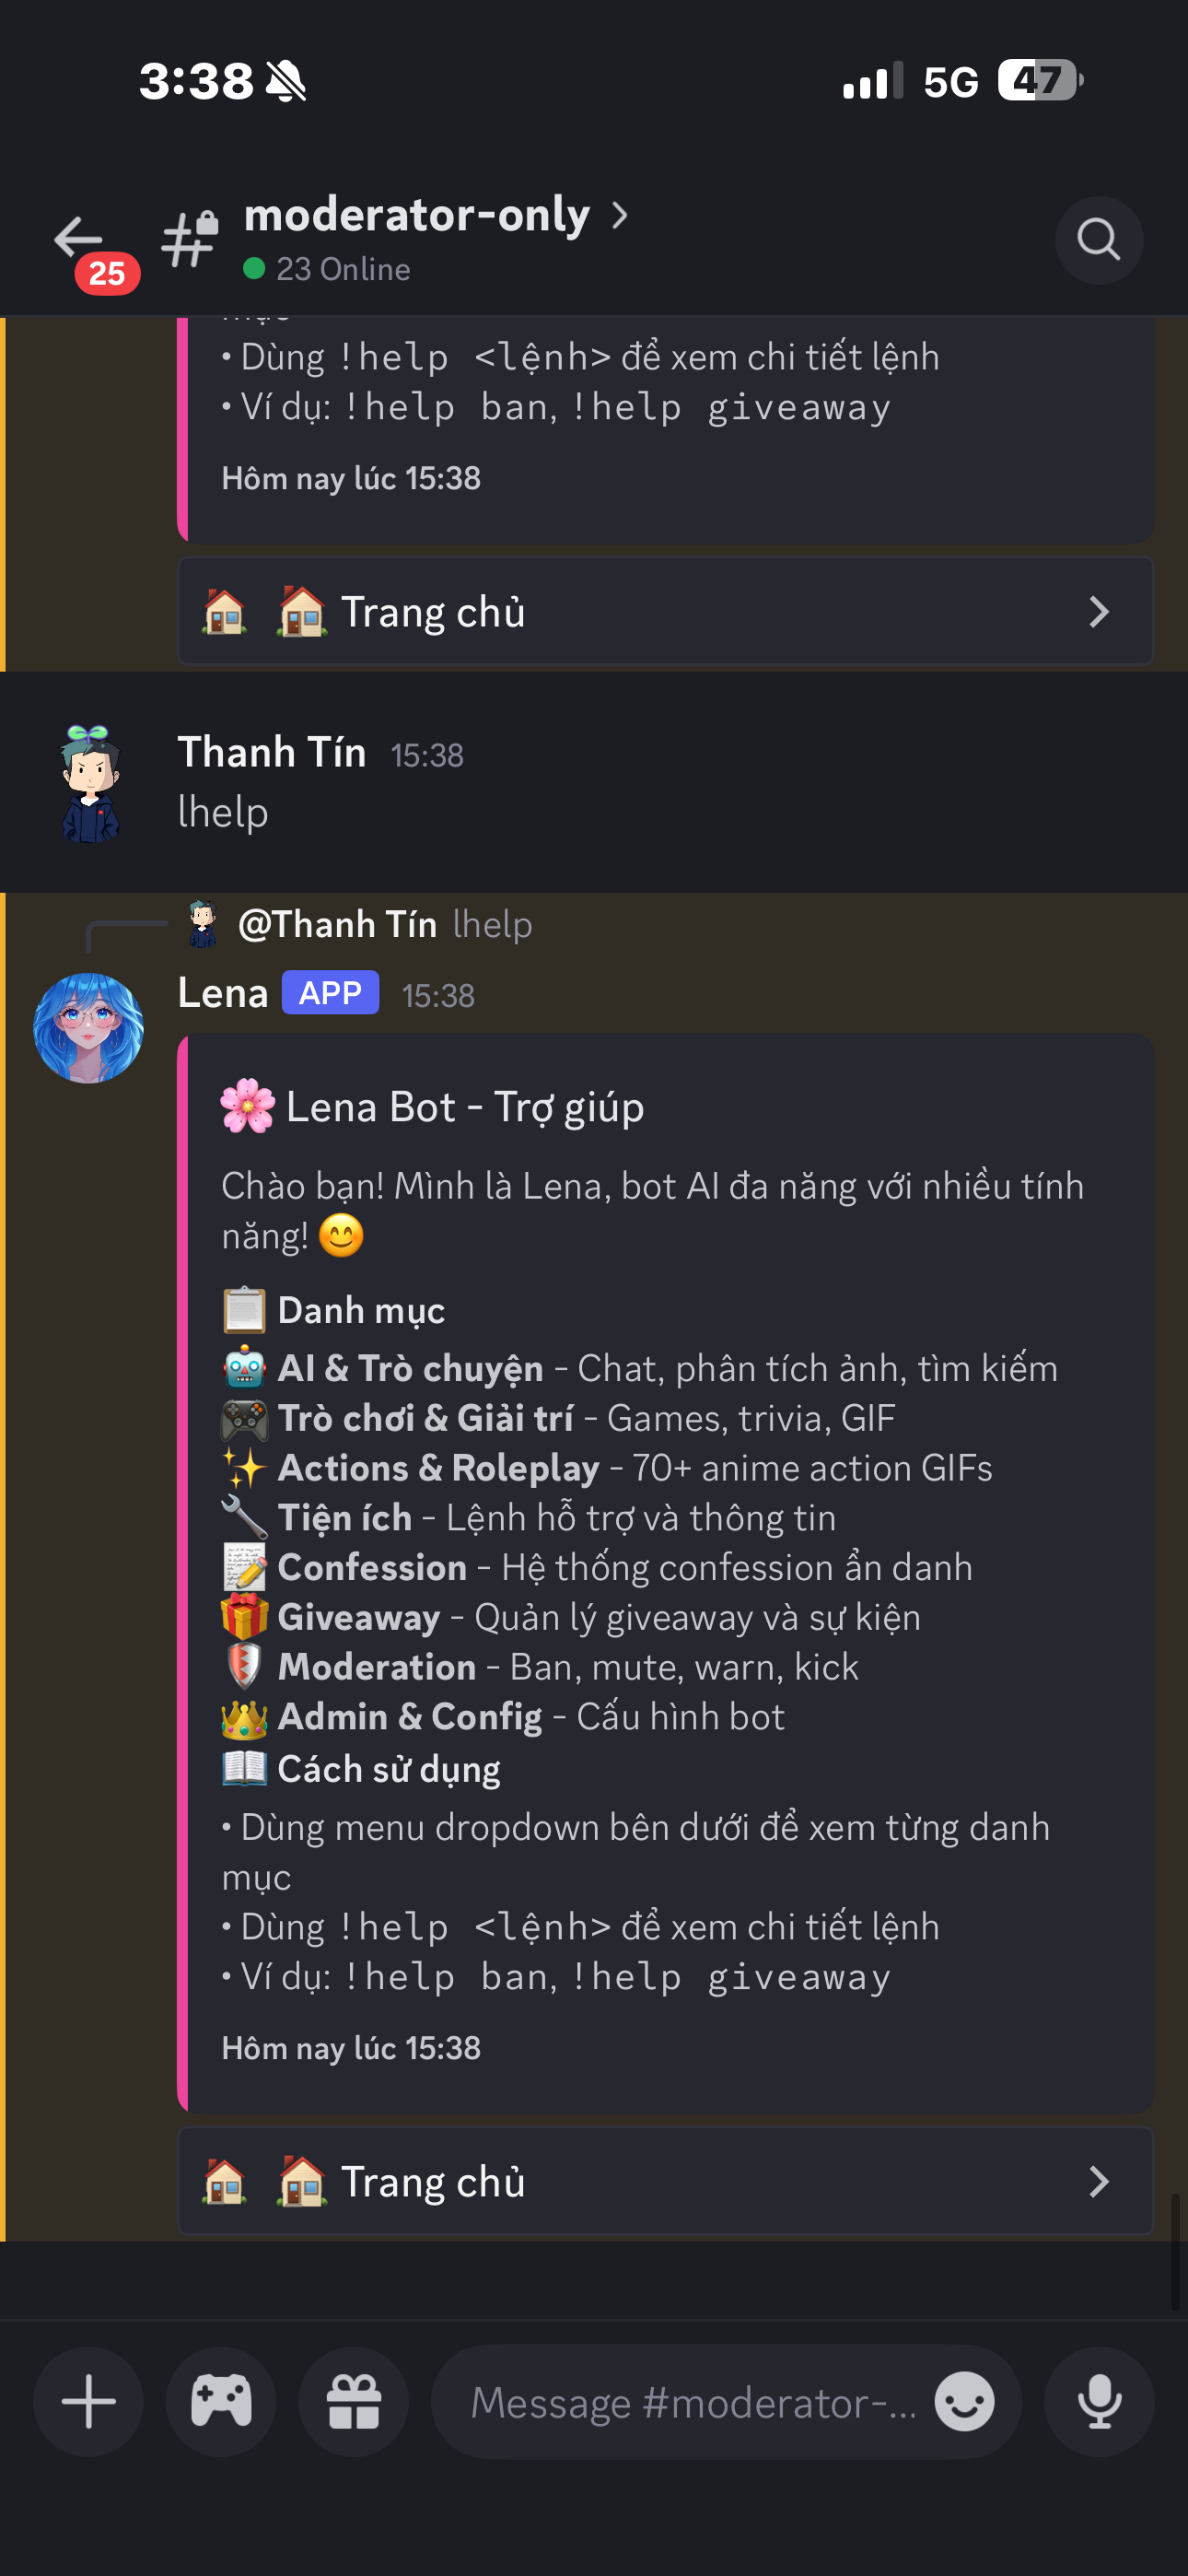 3:38
5G
47
moderator-only
25
23 Online
• Dùng !help <lệnh> để xem chi tiết lệnh
• Ví dụ: !help ban, !help giveaway
Hôm nay lúc 15:38
Trang chủ
Thanh Tín 15:38
lhelp
@Thanh Tín lhelp
Lena APP 15:38
Lena Bot - Trợ giúp
Chào bạn! Mình là Lena, bot AI đa năng với nhiều tính
năng!
Danh mục
AI & Trò chuyện - Chat, phân tích ảnh, tìm kiếm
Trò chơi & Giải trí - Games, trivia, GIF
Actions & Roleplay - 70+ anime action GIFs
Tiện ích - Lệnh hỗ trợ và thông tin
Confession - Hệ thống confession ẩn danh
Giveaway - Quản lý giveaway và sự kiện
Moderation - Ban, mute, warn, kick
Admin & Config - Cấu hình bot
Cách sử dụng
• Dùng menu dropdown bên dưới để xem từng danh
mục
• Dùng !help <lệnh> để xem chi tiết lệnh
• Ví dụ: !help ban, !help giveaway
Hôm nay lúc 15:38
Trang chủ
Message #moderator-...